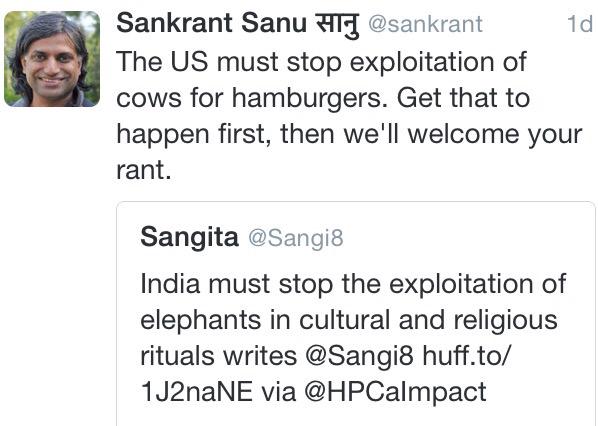 Sankrant Sanu सानु @sankrant 1d
The US must stop exploitation of
cows for hamburgers. Get that to
happen first, then we'll welcome your
rant.
Sangita @Sangi8
India must stop the exploitation of
elephants in cultural and religious
rituals writes @Sangi8 huff.to/
1J2naNE via @HPCaImpact